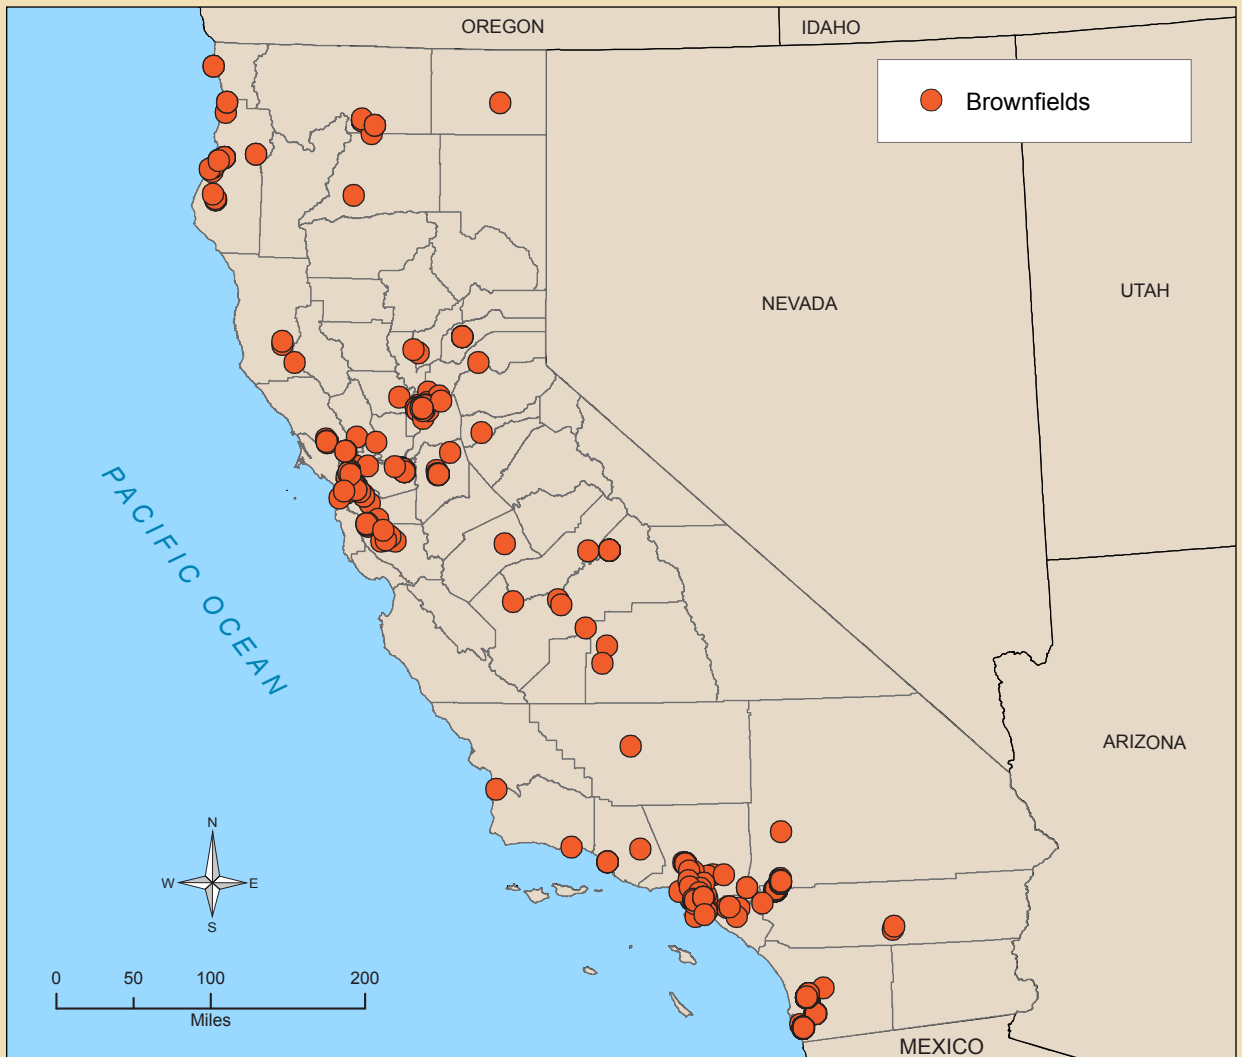 OREGON
IDAHO
Brownfields
NEVADA
UTAH
PACIFIC OCEAN
ARIZONA
N
W
E
S
0 50 100 200
Miles
MEXICO